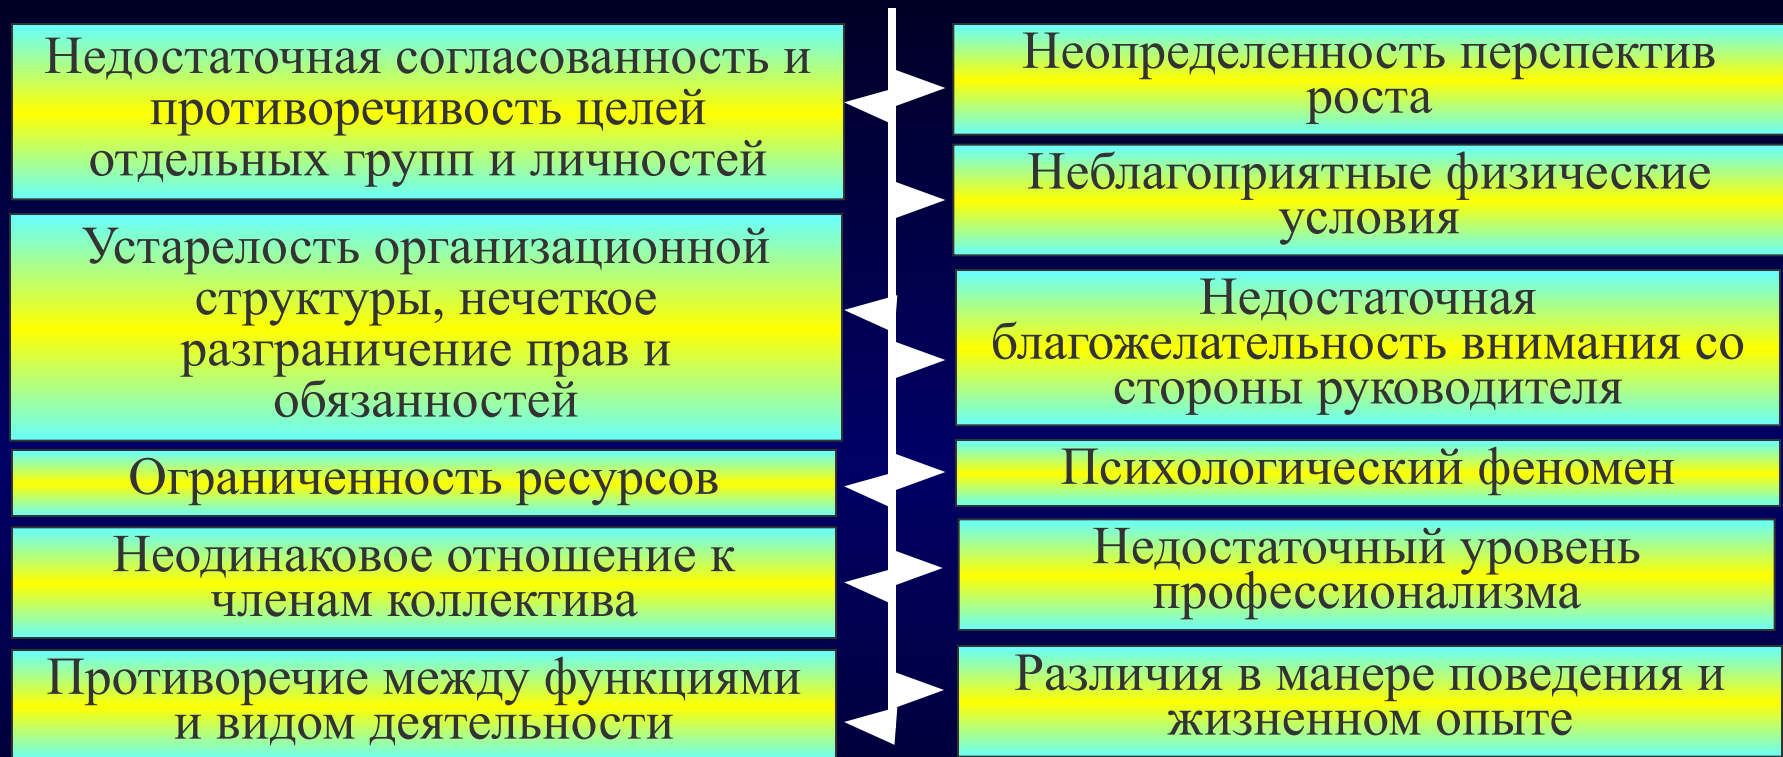 Недостаточная согласованность и
противоречивость целей
отдельных групп и личностей
Устарелость организационной
структуры, нечеткое
разграничение прав и
обязанностей
Ограниченность ресурсов
Неодинаковое отношение к
членам коллектива
Противоречие между функциями
и видом деятельности
Неопределенность перспектив
роста
Неблагоприятные физические
условия
Недостаточная
благожелательность внимания со
стороны руководителя
Психологический феномен
Недостаточный уровень
профессионализма
Различия в манере поведения и
жизненном опыте